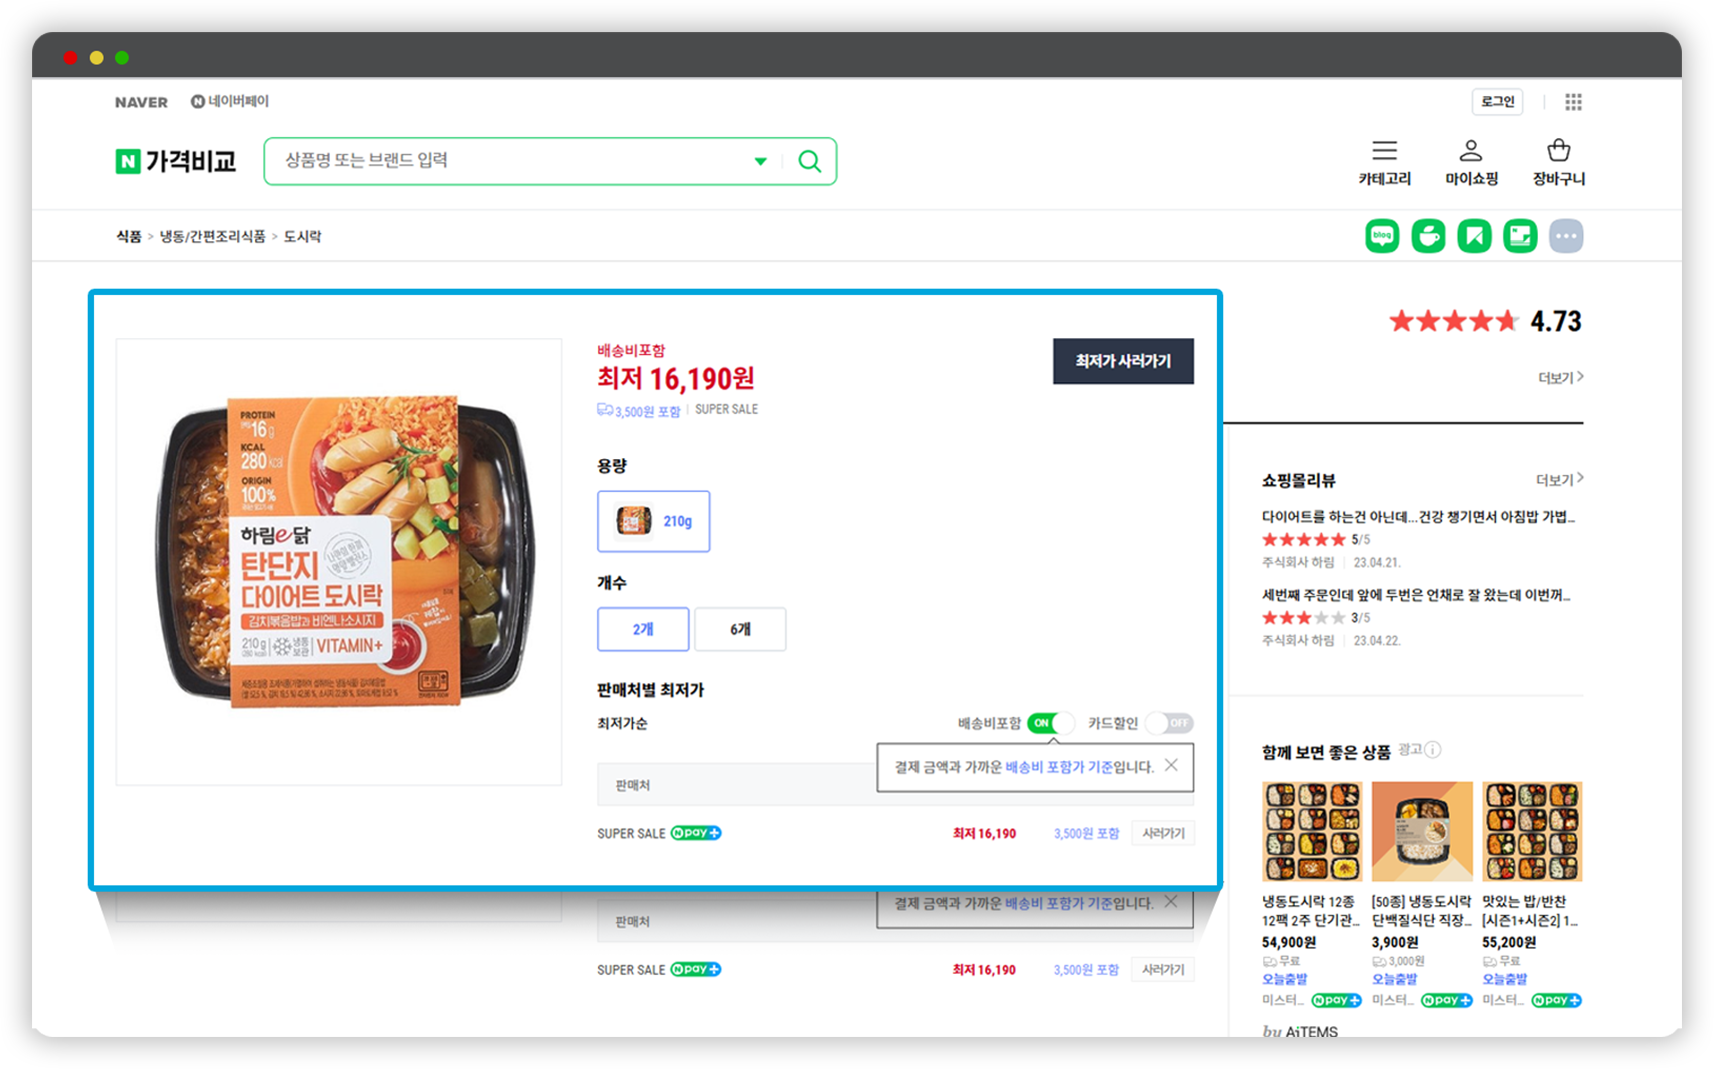 NAVER
N 네이버페이
로그인
N 가격비교
상품명 또는 브랜드 입력
카테고리
마이쇼핑
장바구니
식품 > 냉동/간편조리식품 > 도시락
blog
배송비포함
최저 16,190원
3,500원 포함 | SUPER SALE
최저가 사러가기
PROTEIN
16 g
KCAL
280 kcal
ORIGIN
100%
하림e닭
탄단지
다이어트 도시락
김치볶음밥과 비엔나소시지
210 g
냉동
보관
VITAMIN+
용량
210g
개수
2개
6개
판매처별 최저가
최저가순
배송비포함 ON
카드할인 OFF
결제 금액과 가까운 배송비 포함가 기준입니다.
판매처
SUPER SALE N pay+
최저 16,190
3,500원 포함
사러가기
결제 금액과 가까운 배송비 포함가 기준입니다.
판매처
SUPER SALE N pay+
최저 16,190
3,500원 포함
사러가기
4.73
더보기
쇼핑몰리뷰
더보기
다이어트를 하는건 아닌데...건강 챙기면서 아침밥 가볍...
5/5
주식회사 하림 | 23.04.21.
세번째 주문인데 앞에 두번은 언채로 잘 왔는데 이번꺼...
3/5
주식회사 하림 | 23.04.22.
함께 보면 좋은 상품 광고
냉동도시락 12종
12팩 2주 단기관...
54,900원
무료
오늘출발
미스터... N pay+
[50종] 냉동도시락
단백질식단 직장...
3,900원
3,000원
오늘출발
미스터... N pay+
맛있는 밥/반찬
[시즌1+시즌2] 1...
55,200원
무료
오늘출발
미스터... N pay+
by AiTEMS